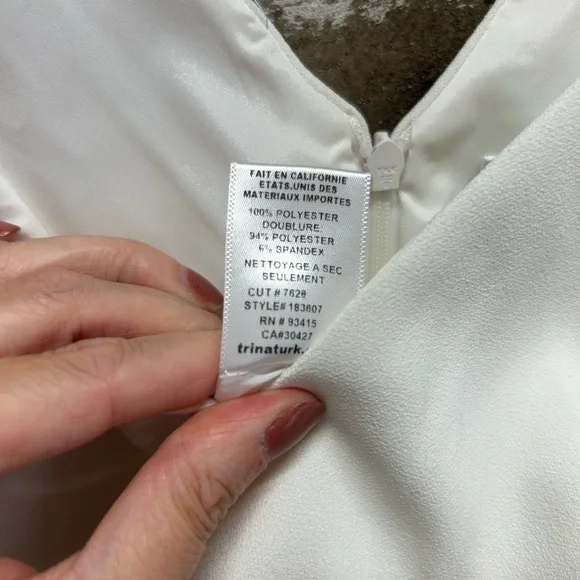 FAIT EN CALIFORNIE
ETATS.UNIS DES
MATERIAUX IMPORTES
100% POLYESTER
DOUBLURE:
94% POLYESTER
6% SPANDEX
NETTOYAGE A SEC
SEULEMENT
CUT # 7628
STYLE# 183607
RN # 93415
CA#30427
trinaturk.